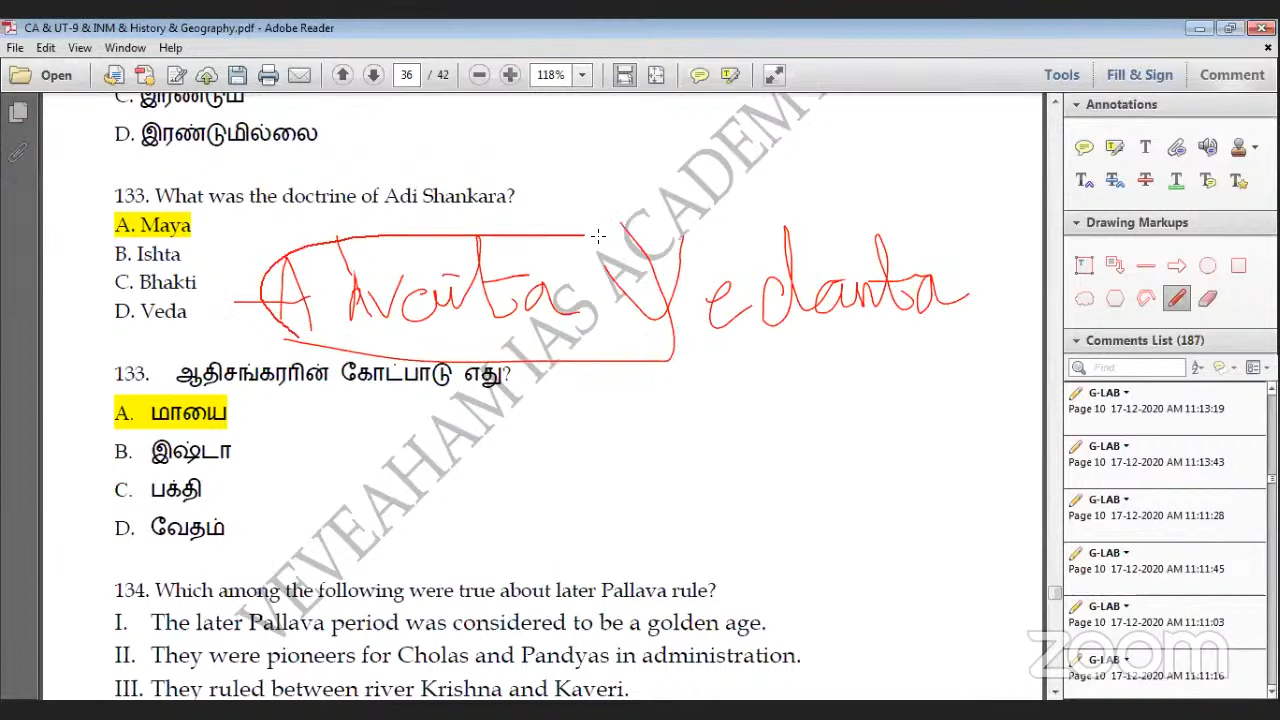 CA & UT-9 & INM & History & Geography.pdf - Adobe Reader
File Edit View Window Help
Open 36 / 42 118% Tools Fill & Sign Comment
C. இரண்டும்
D. இரண்டுமில்லை
133. What was the doctrine of Adi Shankara?
A. Maya
B. Ishta
C. Bhakti
D. Veda
Advaita Vedanta
133. ஆதிசங்கரரின் கோட்பாடு எது?
A. மாயை
B. இஷ்டா
C. பக்தி
D. வேதம்
134. Which among the following were true about later Pallava rule?
I. The later Pallava period was considered to be a golden age.
II. They were pioneers for Cholas and Pandyas in administration.
III. They ruled between river Krishna and Kaveri.
VEVEAHAM IAS ACADEMY
Annotations
Drawing Markups
Comments List (187)
Find
G-LAB
Page 10 17-12-2020 AM 11:13:19
G-LAB
Page 10 17-12-2020 AM 11:13:43
G-LAB
Page 10 17-12-2020 AM 11:11:28
G-LAB
Page 10 17-12-2020 AM 11:11:45
G-LAB
Page 10 17-12-2020 AM 11:11:03
G-LAB
Page 10 17-12-2020 AM 11:11:16
zoom